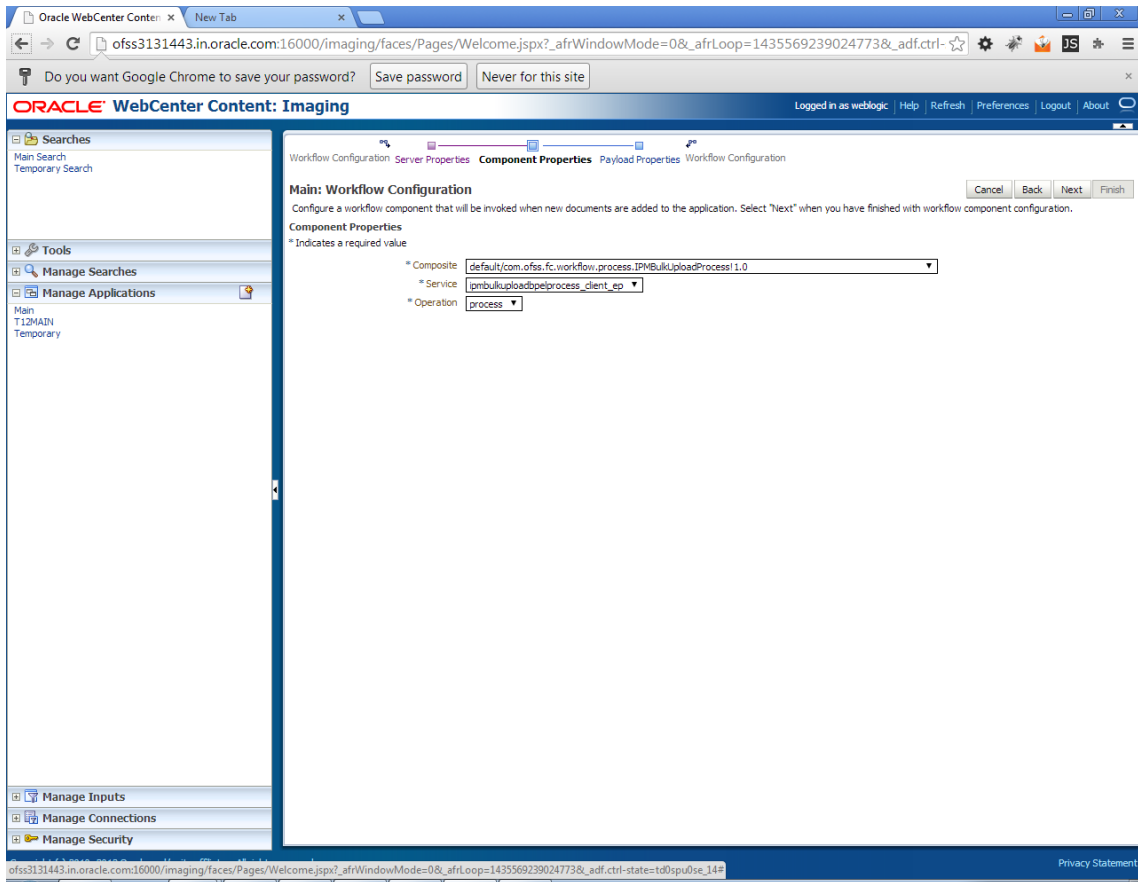 Oracle WebCenter Conten × New Tab ×
ofss3131443.in.oracle.com:16000/imaging/faces/Pages/Welcome.jspx?_afrWindowMode=0&_afrLoop=1435569239024773&_adf.ctrl-
JS
Do you want Google Chrome to save your password? Save password Never for this site ×
ORACLE WebCenter Content: Imaging
Logged in as weblogic | Help | Refresh | Preferences | Logout | About
Searches
Main Search
Temporary Search
Tools
Manage Searches
Manage Applications
Main
T12MAIN
Temporary
Manage Inputs
Manage Connections
Manage Security
Workflow Configuration Server Properties Component Properties Payload Properties Workflow Configuration
Main: Workflow Configuration
Cancel Back Next Finish
Configure a workflow component that will be invoked when new documents are added to the application. Select "Next" when you have finished with workflow component configuration.
Component Properties
* Indicates a required value
* Composite default/com.ofss.fc.workflow.process.IPMBulkUploadProcess!1.0
* Service ipmbulkuploadbpelprocess_client_ep
* Operation process
ofss3131443.in.oracle.com:16000/imaging/faces/Pages/Welcome.jspx?_afrWindowMode=0&_afrLoop=1435569239024773&_adf.ctrl-state=td0spu0se_14#
Privacy Statement